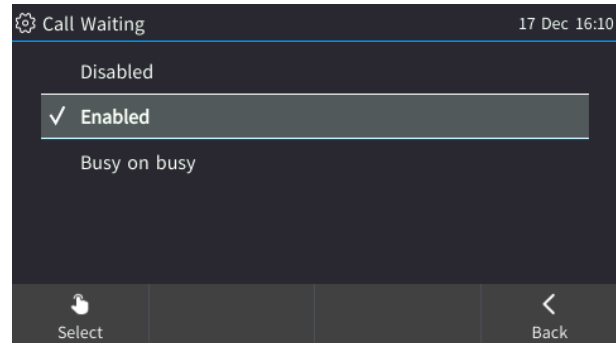 Call Waiting 17 Dec 16:10
Disabled
Enabled
Busy on busy
Select Back